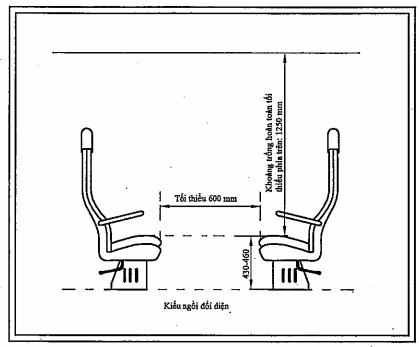 Khoảng trống hoàn toàn tối
thiểu phía trên: 1250 mm
Tối thiểu 600 mm
430-460
Kiểu ngồi đối diện